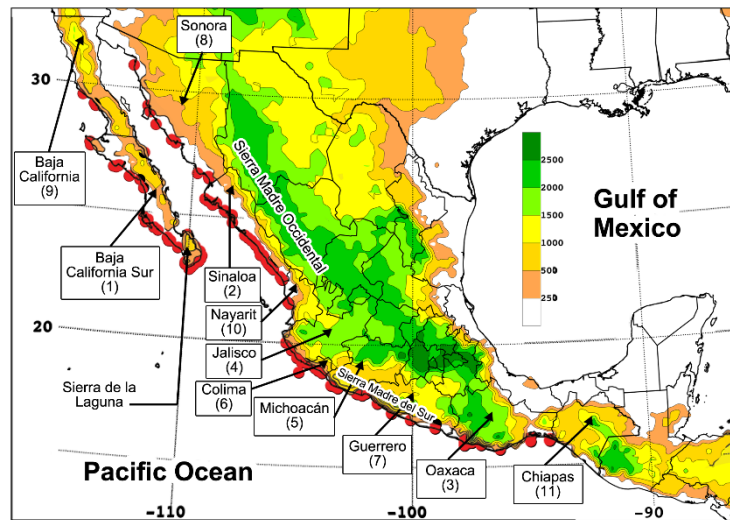 Sonora
(8)
30
Baja
California
(9)
Sierra Madre Occidental
2500
2000
1500
1000
500
250
Gulf of
Mexico
Baja
California Sur
(1)
Sinaloa
(2)
Nayarit
(10)
20
Jalisco
(4)
Sierra de la
Laguna
Colima
(6)
Sierra Madre del Sur
Michoacán
(5)
Guerrero
(7)
Pacific Ocean
Oaxaca
(3)
Chiapas
(11)
-110
-100
-90